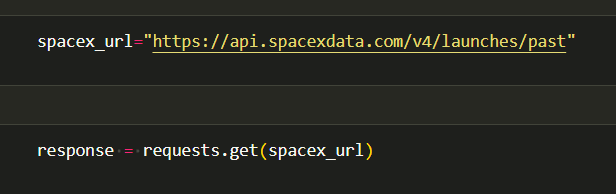 spacex_url="https://api.spacexdata.com/v4/launches/past"
response = requests.get(spacex_url)